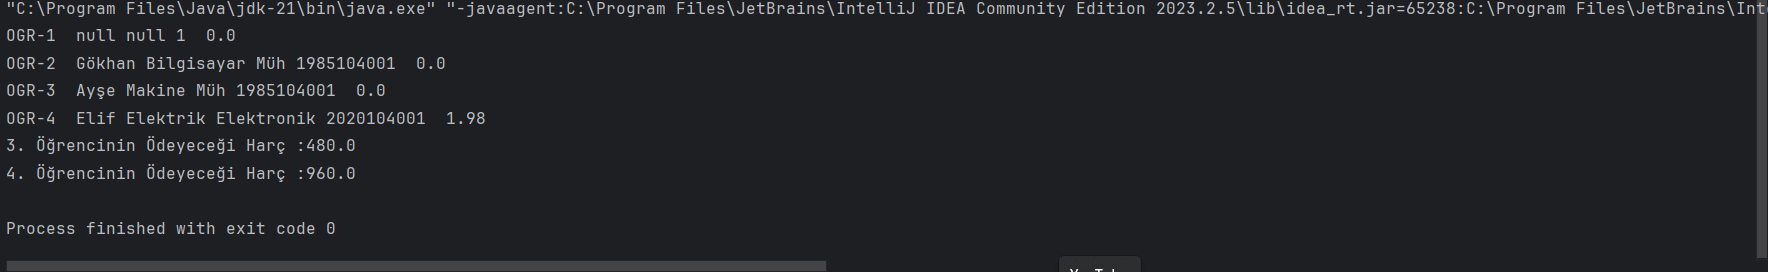 "C:\Program Files\Java\jdk-21\bin\java.exe" "-javaagent:C:\Program Files\JetBrains\IntelliJ IDEA Community Edition 2023.2.5\lib\idea_rt.jar=65238:C:\Program Files\JetBrains\Int
OGR-1  null null 1  0.0
OGR-2  Gökhan Bilgisayar Müh 1985104001  0.0
OGR-3  Ayşe Makine Müh 1985104001  0.0
OGR-4  Elif Elektrik Elektronik 2020104001  1.98
3. Öğrencinin Ödeyeceği Harç :480.0
4. Öğrencinin Ödeyeceği Harç :960.0
Process finished with exit code 0